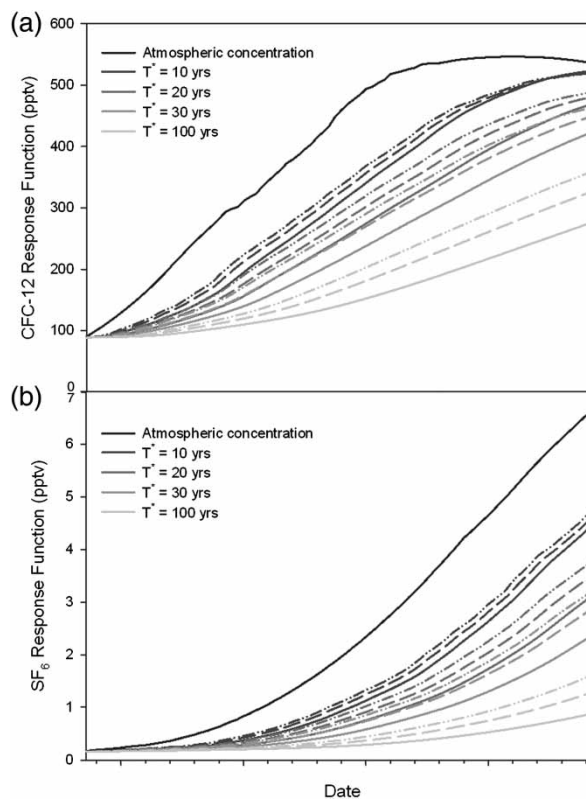 (a)
600
500
400
300
200
100
0
CFC-12 Response Function (pptv)
Atmospheric concentration
T* = 10 yrs
T* = 20 yrs
T* = 30 yrs
T* = 100 yrs
(b)
7
6
5
4
3
2
1
0
SF6 Response Function (pptv)
Atmospheric concentration
T* = 10 yrs
T* = 20 yrs
T* = 30 yrs
T* = 100 yrs
Date